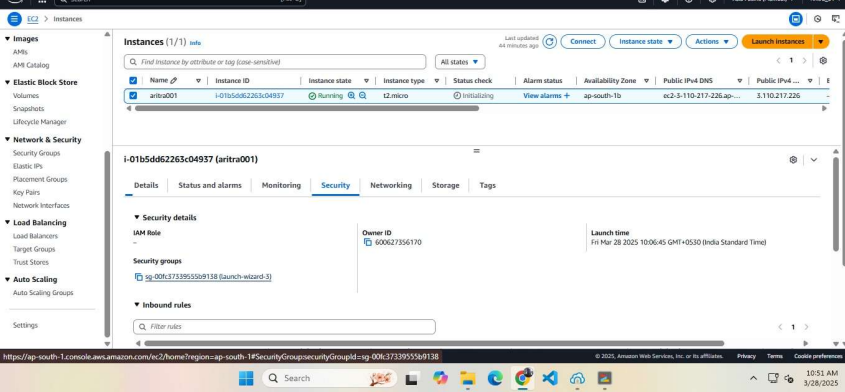 EC2 > Instances
Images
AMIs
AMI Catalog
Elastic Block Store
Volumes
Snapshots
Lifecycle Manager
Network & Security
Security Groups
Elastic IPs
Placement Groups
Key Pairs
Network Interfaces
Load Balancing
Load Balancers
Target Groups
Trust Stores
Auto Scaling
Auto Scaling Groups
Settings
Instances (1/1) Info
Last updated
44 minutes ago
Connect
Instance state
Actions
Launch instances
Find Instance by attribute or tag (case-sensitive)
All states
1
Name Instance ID Instance state Instance type Status check Alarm status Availability Zone Public IPv4 DNS Public IPv4 ...
aritra001 i-01b5dd62263c04937 Running t2.micro Initializing View alarms + ap-south-1b ec2-3-110-217-226.ap-... 3.110.217.226 –
i-01b5dd62263c04937 (aritra001)
Details Status and alarms Monitoring Security Networking Storage Tags
Security details
IAM Role
–
Owner ID
600627356170
Launch time
Fri Mar 28 2025 10:06:45 GMT+0530 (India Standard Time)
Security groups
sg-00fc37339555b9138 (launch-wizard-3)
Inbound rules
Filter rules
1
https://ap-south-1.console.aws.amazon.com/ec2/home?region=ap-south-1#SecurityGroup:securityGroupId=sg-00fc37339555b9138
© 2025, Amazon Web Services, Inc. or its affiliates. Privacy Terms Cookie preferences
Search
10:51 AM
3/28/2025